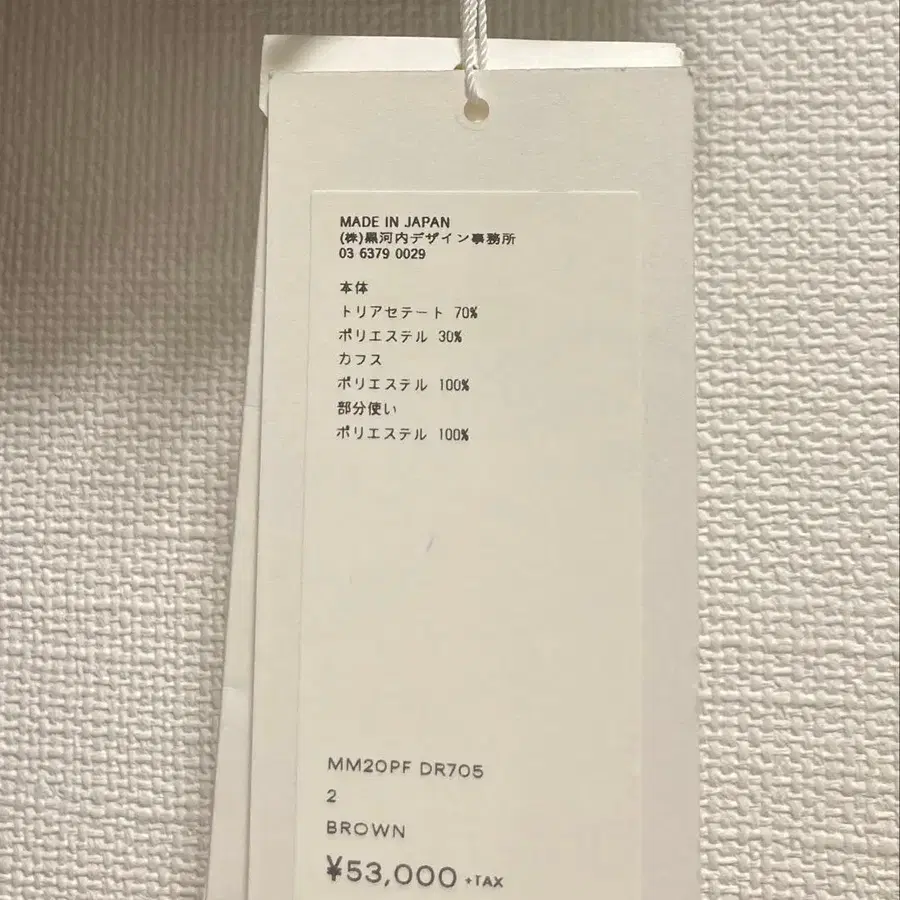 MADE IN JAPAN
(株)黒河内デザイン事務所
03 6379 0029
本体
トリアセテート 70%
ポリエステル 30%
カフス
ポリエステル 100%
部分使い
ポリエステル 100%
MM20PF DR705
2
BROWN
¥53,000 +TAX